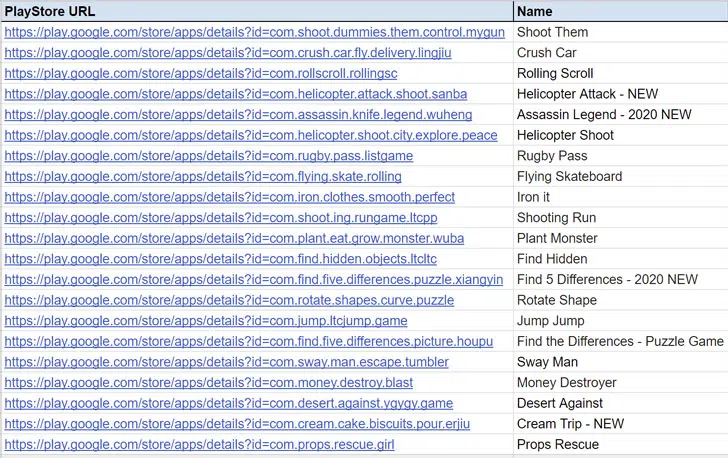 PlayStore URL Name
https://play.google.com/store/apps/details?id=com.shoot.dummies.them.control.mygun Shoot Them
https://play.google.com/store/apps/details?id=com.crush.car.fly.delivery.lingjiu Crush Car
https://play.google.com/store/apps/details?id=com.rollscroll.rollingsc Rolling Scroll
https://play.google.com/store/apps/details?id=com.helicopter.attack.shoot.sanba Helicopter Attack - NEW
https://play.google.com/store/apps/details?id=com.assassin.knife.legend.wuheng Assassin Legend - 2020 NEW
https://play.google.com/store/apps/details?id=com.helicopter.shoot.city.explore.peace Helicopter Shoot
https://play.google.com/store/apps/details?id=com.rugby.pass.listgame Rugby Pass
https://play.google.com/store/apps/details?id=com.flying.skate.rolling Flying Skateboard
https://play.google.com/store/apps/details?id=com.iron.clothes.smooth.perfect Iron it
https://play.google.com/store/apps/details?id=com.shoot.ing.rungame.ltcpp Shooting Run
https://play.google.com/store/apps/details?id=com.plant.eat.grow.monster.wuba Plant Monster
https://play.google.com/store/apps/details?id=com.find.hidden.objects.ltcltc Find Hidden
https://play.google.com/store/apps/details?id=com.find.five.differences.puzzle.xiangyin Find 5 Differences - 2020 NEW
https://play.google.com/store/apps/details?id=com.rotate.shapes.curve.puzzle Rotate Shape
https://play.google.com/store/apps/details?id=com.jump.ltcjump.game Jump Jump
https://play.google.com/store/apps/details?id=com.find.five.differences.picture.houpu Find the Differences - Puzzle Game
https://play.google.com/store/apps/details?id=com.sway.man.escape.tumbler Sway Man
https://play.google.com/store/apps/details?id=com.money.destroy.blast Money Destroyer
https://play.google.com/store/apps/details?id=com.desert.against.ygygy.game Desert Against
https://play.google.com/store/apps/details?id=com.cream.cake.biscuits.pour.erjiu Cream Trip - NEW
https://play.google.com/store/apps/details?id=com.props.rescue.girl Props Rescue